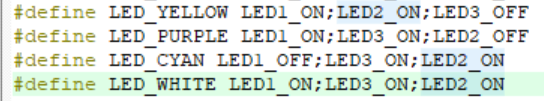 #define LED_YELLOW LED1_ON;LED2_ON;LED3_OFF
#define LED_PURPLE LED1_ON;LED3_ON;LED2_OFF
#define LED_CYAN LED1_OFF;LED3_ON;LED2_ON
#define LED_WHITE LED1_ON;LED3_ON;LED2_ON